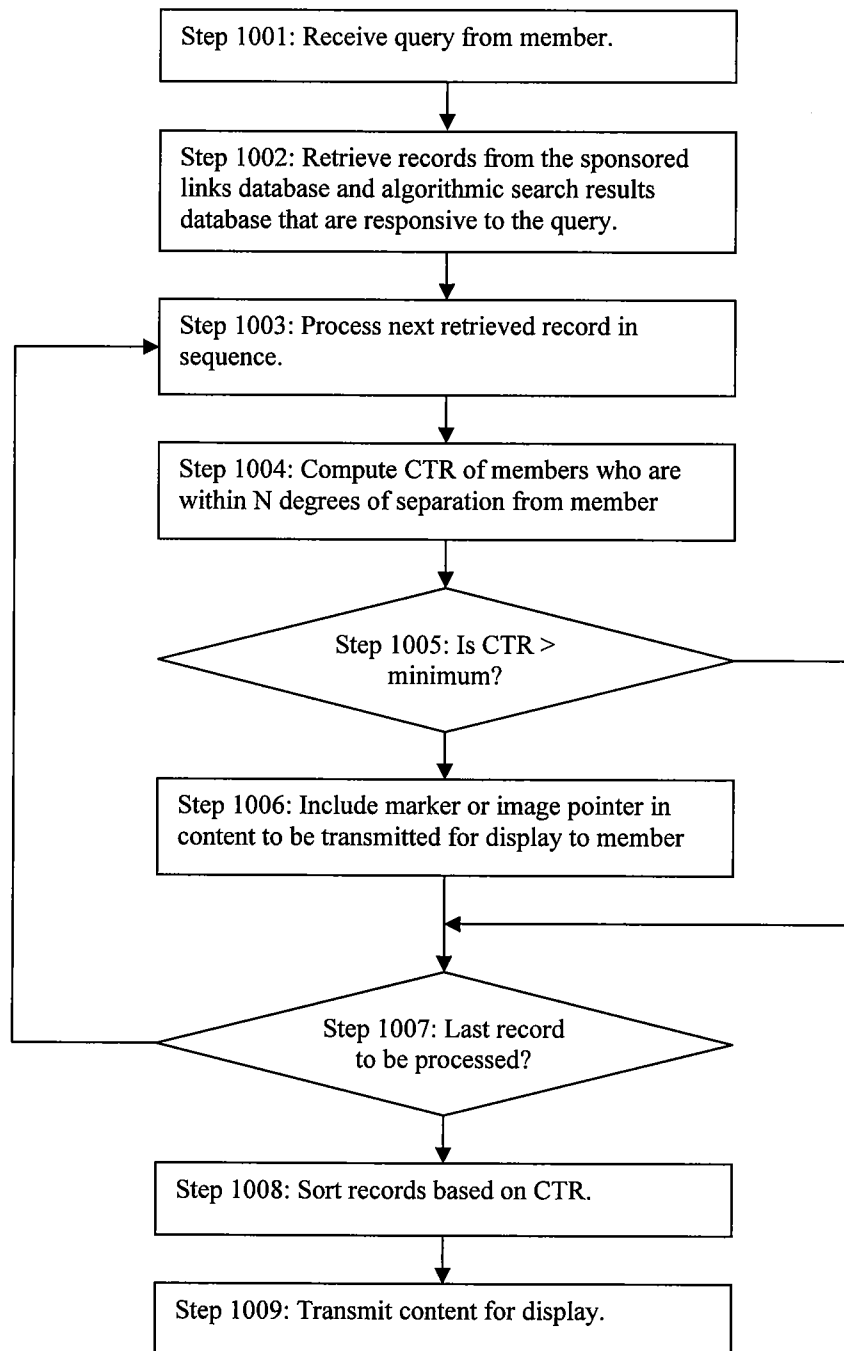 Step 1001: Receive query from member.
Step 1002: Retrieve records from the sponsored
links database and algorithmic search results
database that are responsive to the query.
Step 1003: Process next retrieved record in
sequence.
Step 1004: Compute CTR of members who are
within N degrees of separation from member
Step 1005: Is CTR >
minimum?
Step 1006: Include marker or image pointer in
content to be transmitted for display to member
Step 1007: Last record
to be processed?
Step 1008: Sort records based on CTR.
Step 1009: Transmit content for display.